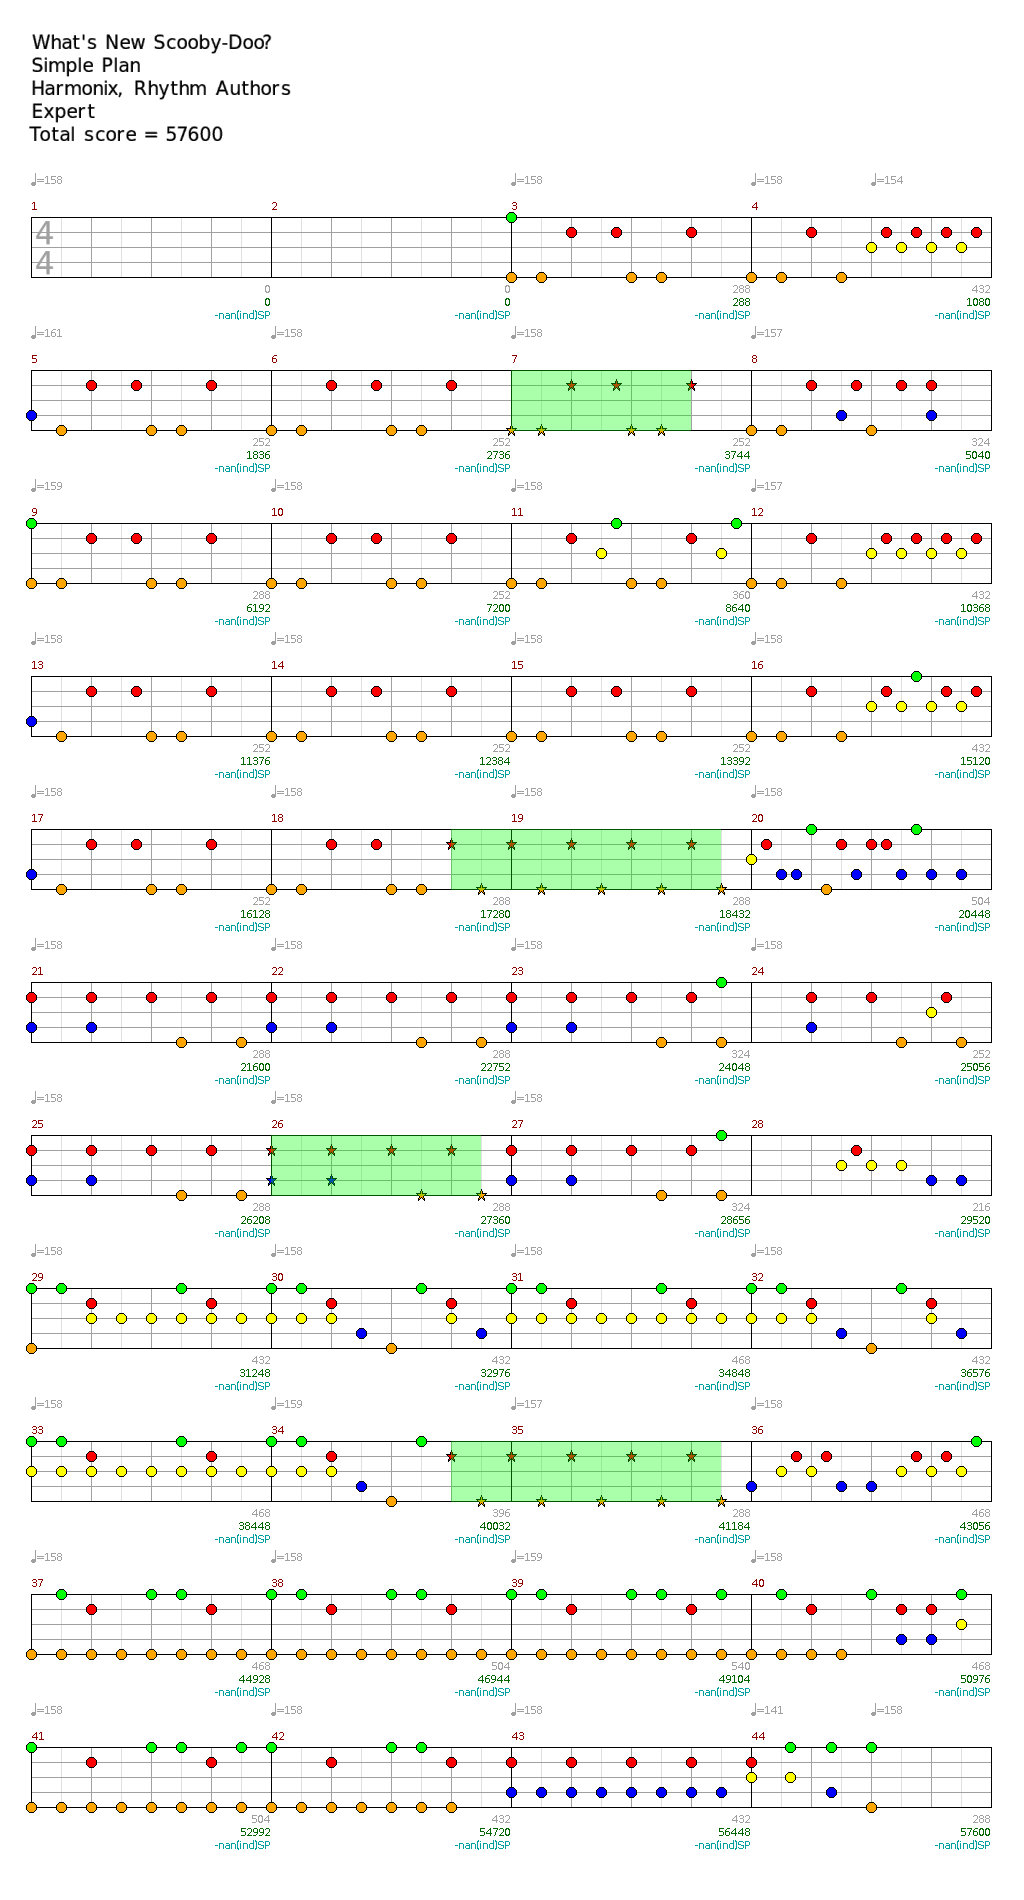 What's New Scooby-Doo?
Simple Plan
Harmonix, Rhythm Authors
Expert
Total score = 57600
♩=158 ♩=158 ♩=158 ♩=154
1 2 3 4
4
4
0 0 288 432
0 0 288 1080
-nan(ind)SP -nan(ind)SP -nan(ind)SP -nan(ind)SP
♩=161 ♩=158 ♩=158 ♩=157
5 6 7 8
252 252 252 324
1836 2736 3744 5040
-nan(ind)SP -nan(ind)SP -nan(ind)SP -nan(ind)SP
♩=159 ♩=158 ♩=158 ♩=157
9 10 11 12
288 252 360 432
6192 7200 8640 10368
-nan(ind)SP -nan(ind)SP -nan(ind)SP -nan(ind)SP
♩=158 ♩=158 ♩=158 ♩=158
13 14 15 16
252 252 252 432
11376 12384 13392 15120
-nan(ind)SP -nan(ind)SP -nan(ind)SP -nan(ind)SP
♩=158 ♩=158 ♩=158 ♩=158
17 18 19 20
252 288 288 504
16128 17280 18432 20448
-nan(ind)SP -nan(ind)SP -nan(ind)SP -nan(ind)SP
♩=158 ♩=158 ♩=158 ♩=158
21 22 23 24
288 288 324 252
21600 22752 24048 25056
-nan(ind)SP -nan(ind)SP -nan(ind)SP -nan(ind)SP
♩=158 ♩=158 ♩=158 ♩=158
25 26 27 28
288 288 324 216
26208 27360 28656 29520
-nan(ind)SP -nan(ind)SP -nan(ind)SP -nan(ind)SP
♩=158 ♩=158 ♩=158 ♩=158
29 30 31 32
432 432 468 432
31248 32976 34848 36576
-nan(ind)SP -nan(ind)SP -nan(ind)SP -nan(ind)SP
♩=158 ♩=159 ♩=157 ♩=158
33 34 35 36
468 396 288 468
38448 40032 41184 43056
-nan(ind)SP -nan(ind)SP -nan(ind)SP -nan(ind)SP
♩=158 ♩=158 ♩=159 ♩=158
37 38 39 40
468 504 540 468
44928 46944 49104 50976
-nan(ind)SP -nan(ind)SP -nan(ind)SP -nan(ind)SP
♩=158 ♩=158 ♩=158 ♩=141 ♩=158
41 42 43 44
504 432 432 288
52992 54720 56448 57600
-nan(ind)SP -nan(ind)SP -nan(ind)SP -nan(ind)SP